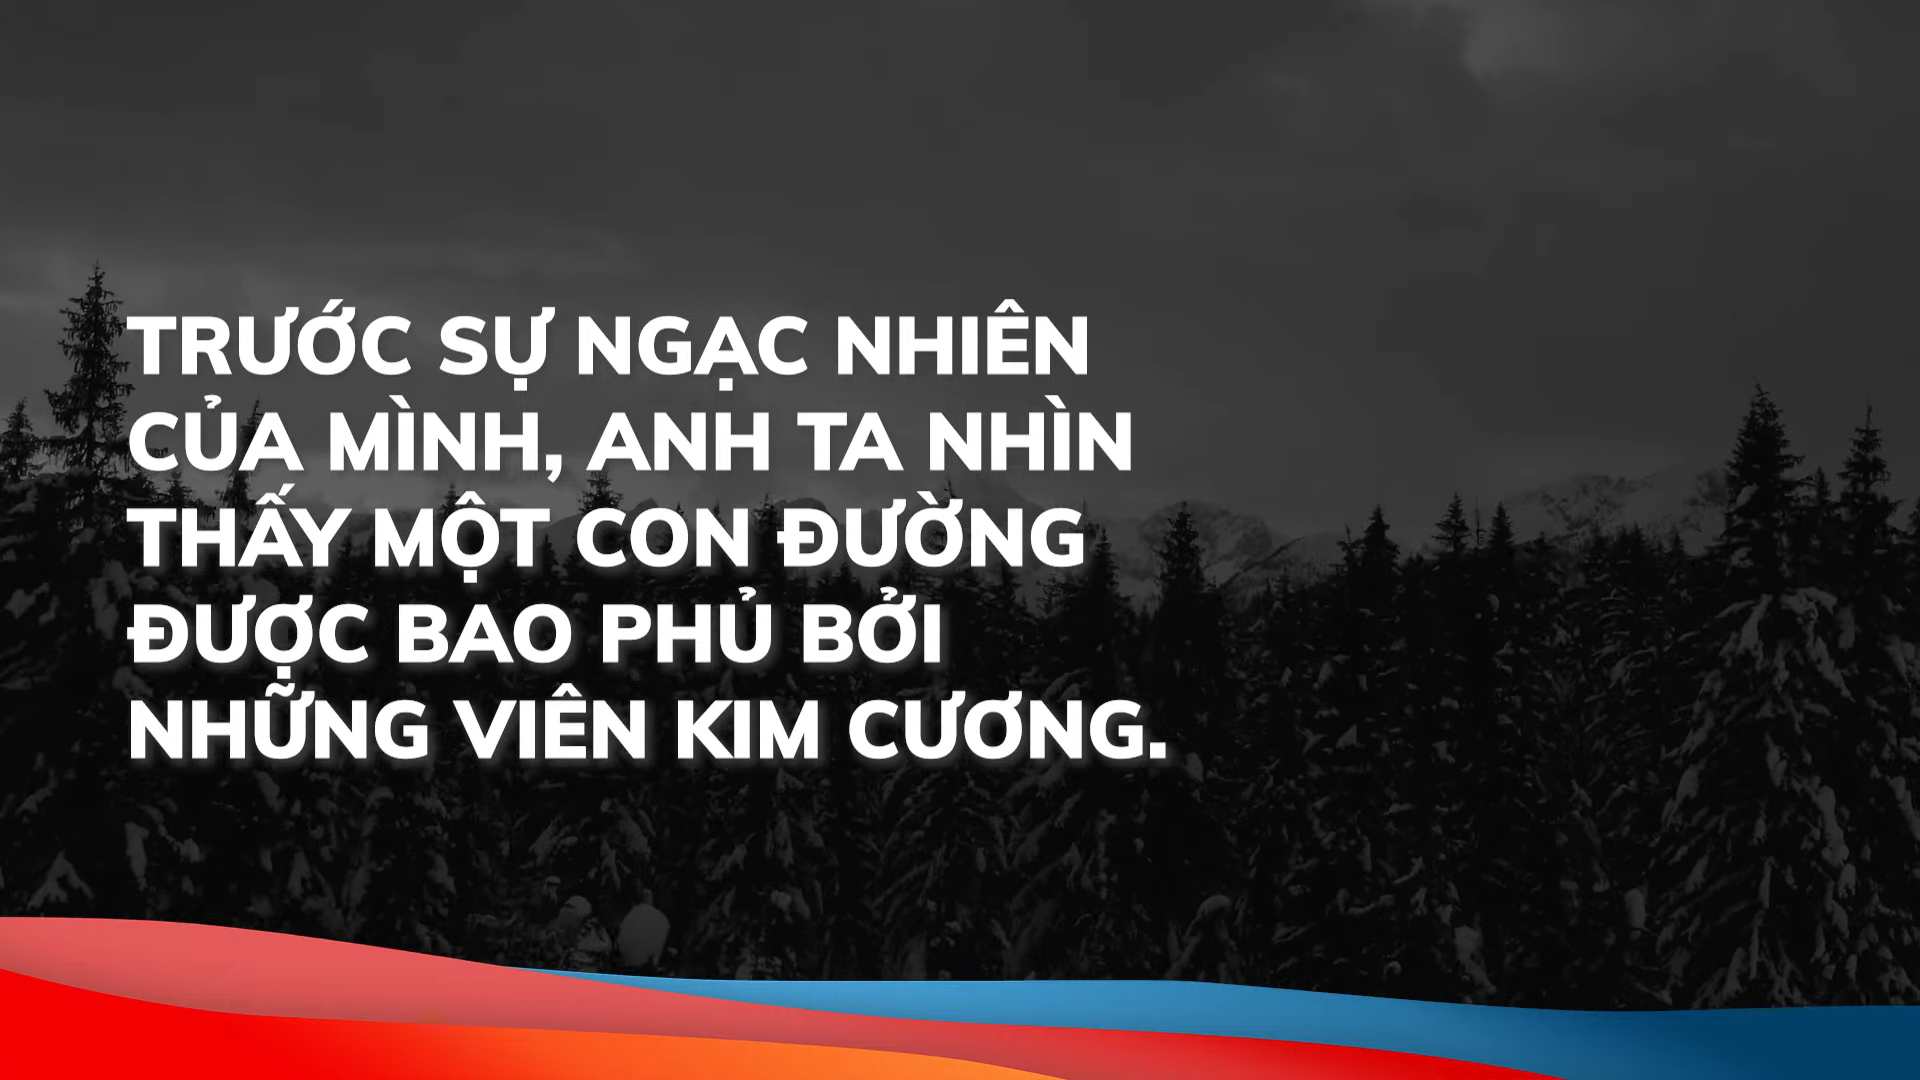 TRƯỚC SỰ NGẠC NHIÊN
CỦA MÌNH, ANH TA NHÌN
THẤY MỘT CON ĐƯỜNG
ĐƯỢC BAO PHỦ BỞI
NHỮNG VIÊN KIM CƯƠNG.